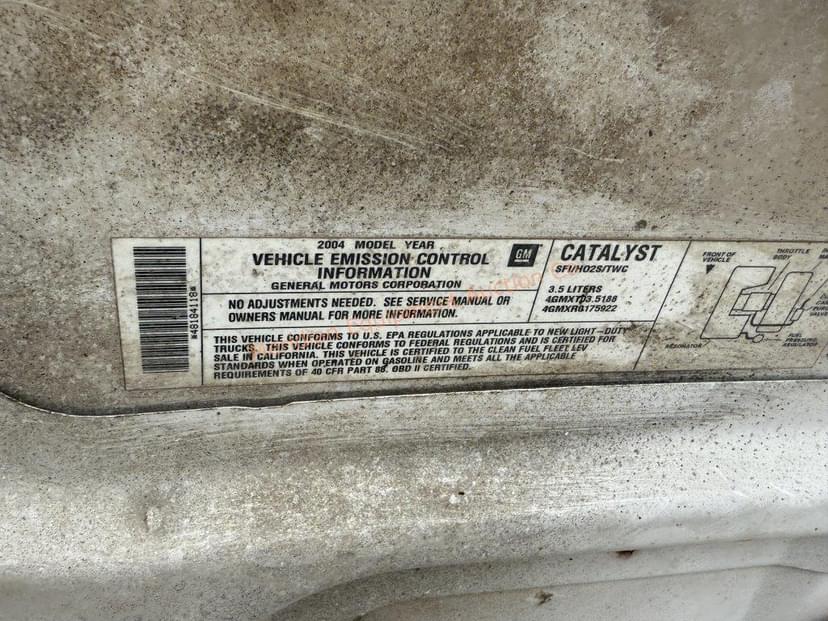 *48184118*
2004 MODEL YEAR
VEHICLE EMISSION CONTROL
INFORMATION
GENERAL MOTORS CORPORATION
GM
NO ADJUSTMENTS NEEDED. SEE SERVICE MANUAL OR
OWNERS MANUAL FOR MORE INFORMATION.
THIS VEHICLE CONFORMS TO U.S. EPA REGULATIONS APPLICABLE TO NEW LIGHT-DUTY
TRUCKS. THIS VEHICLE CONFORMS TO FEDERAL REGULATIONS AND IS CERTIFIED FOR
SALE IN CALIFORNIA. THIS VEHICLE IS CERTIFIED TO THE CLEAN FUEL FLEET LEV
STANDARDS WHEN OPERATED ON GASOLINE AND MEETS ALL THE APPLICABLE
REQUIREMENTS OF 40 CFR PART 88. OBD II CERTIFIED.
CATALYST
SFI/HO2S/TWC
3.5 LITERS
4GMXT03.5188
4GMXR0175922
FRONT OF
VEHICLE
THROTTLE
BODY
RESONATOR
FUEL
PRESSURE
REGULATOR
VALVE